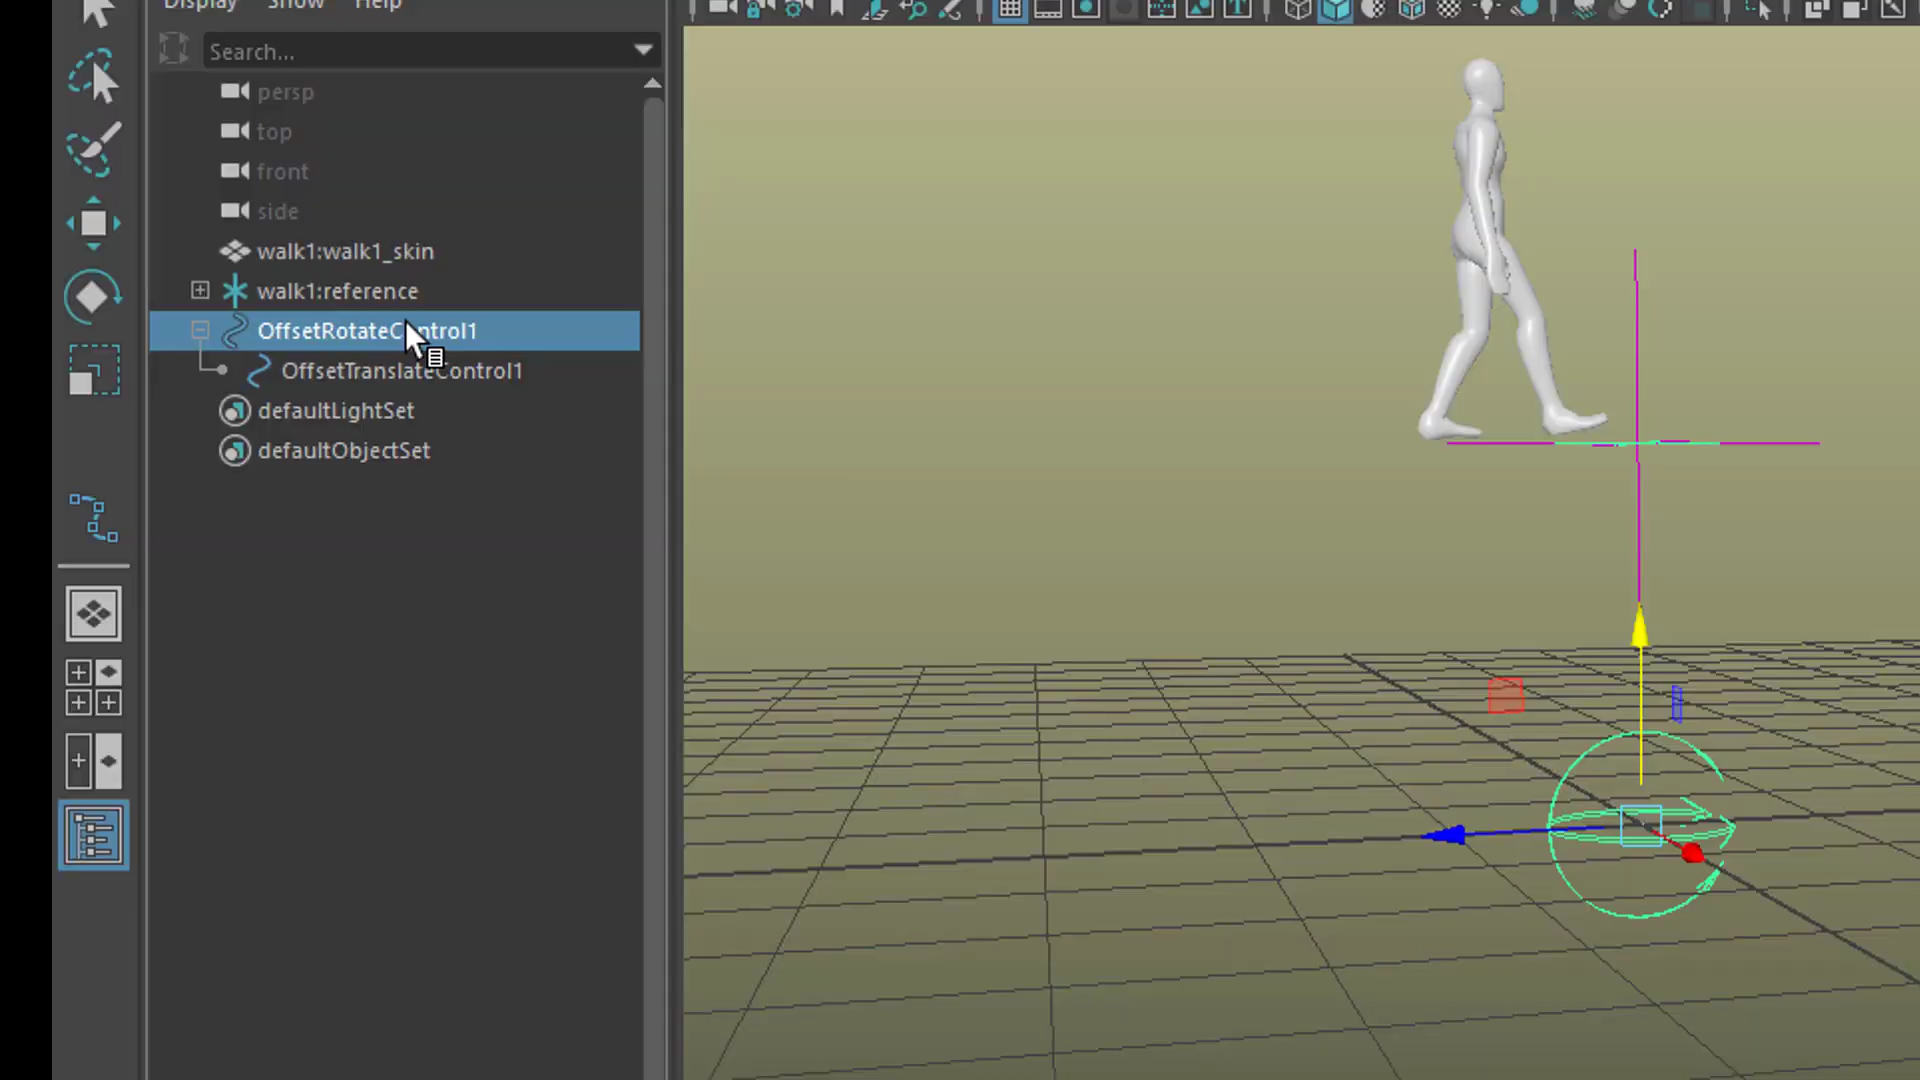 Display Show Help
Search...
persp
top
front
side
walk1:walk1_skin
walk1:reference
OffsetRotateControl1
OffsetTranslateControl1
defaultLightSet
defaultObjectSet